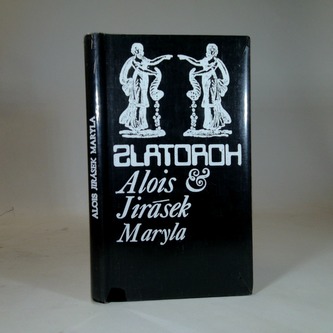 ZLATOROH
Alois &
Jirásek
Maryla
ALOIS JIRÁSEK MARYLA